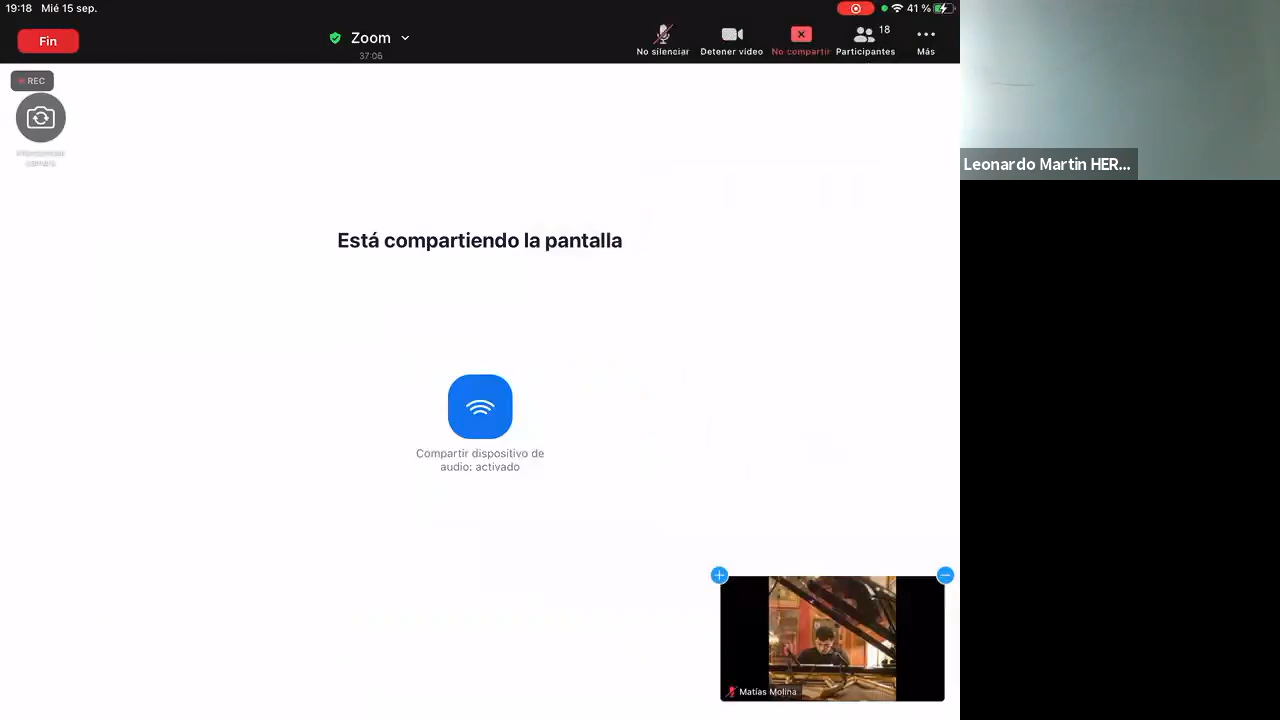 19:18 Mié 15 sep.
41 %
Fin
Zoom
37:06
No silenciar
Detener vídeo
No compartir
18
Participantes
Más
REC
Está compartiendo la pantalla
Compartir dispositivo de
audio: activado
Matías Molina
Leonardo Martin HER...